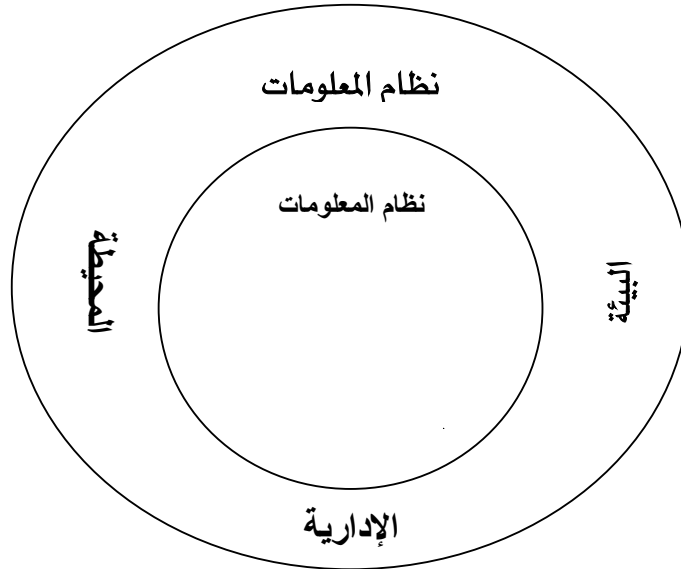 نظام المعلومات
نظام المعلومات
البيئة
المحيطة
الإدارية